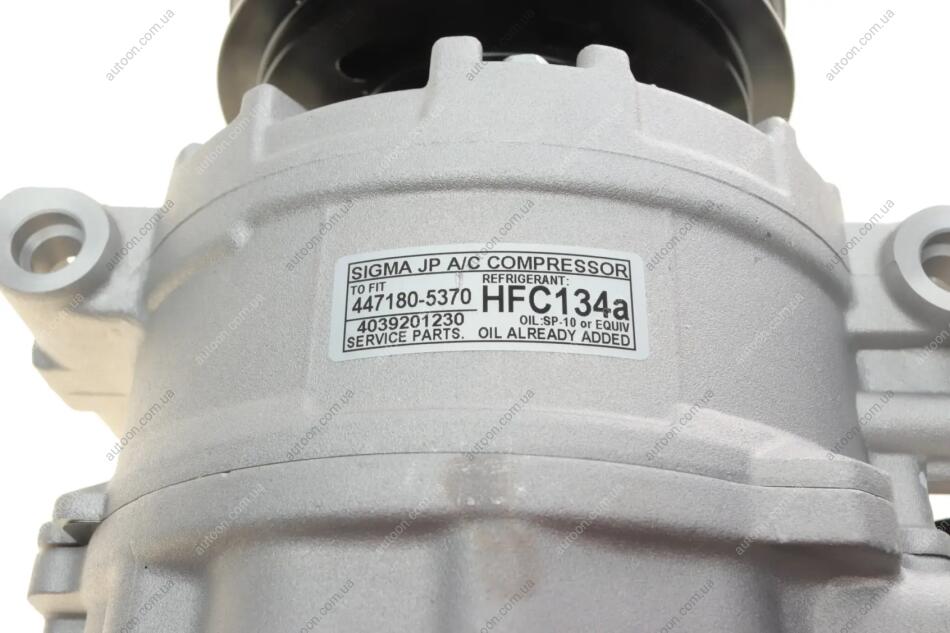 SIGMA JP A/C COMPRESSOR
TO FIT
447180-5370
4039201230
SERVICE PARTS.
REFRIGERANT:
HFC134a
OIL:SP-10 or EQUIV
OIL ALREADY ADDED
autoon.com.ua